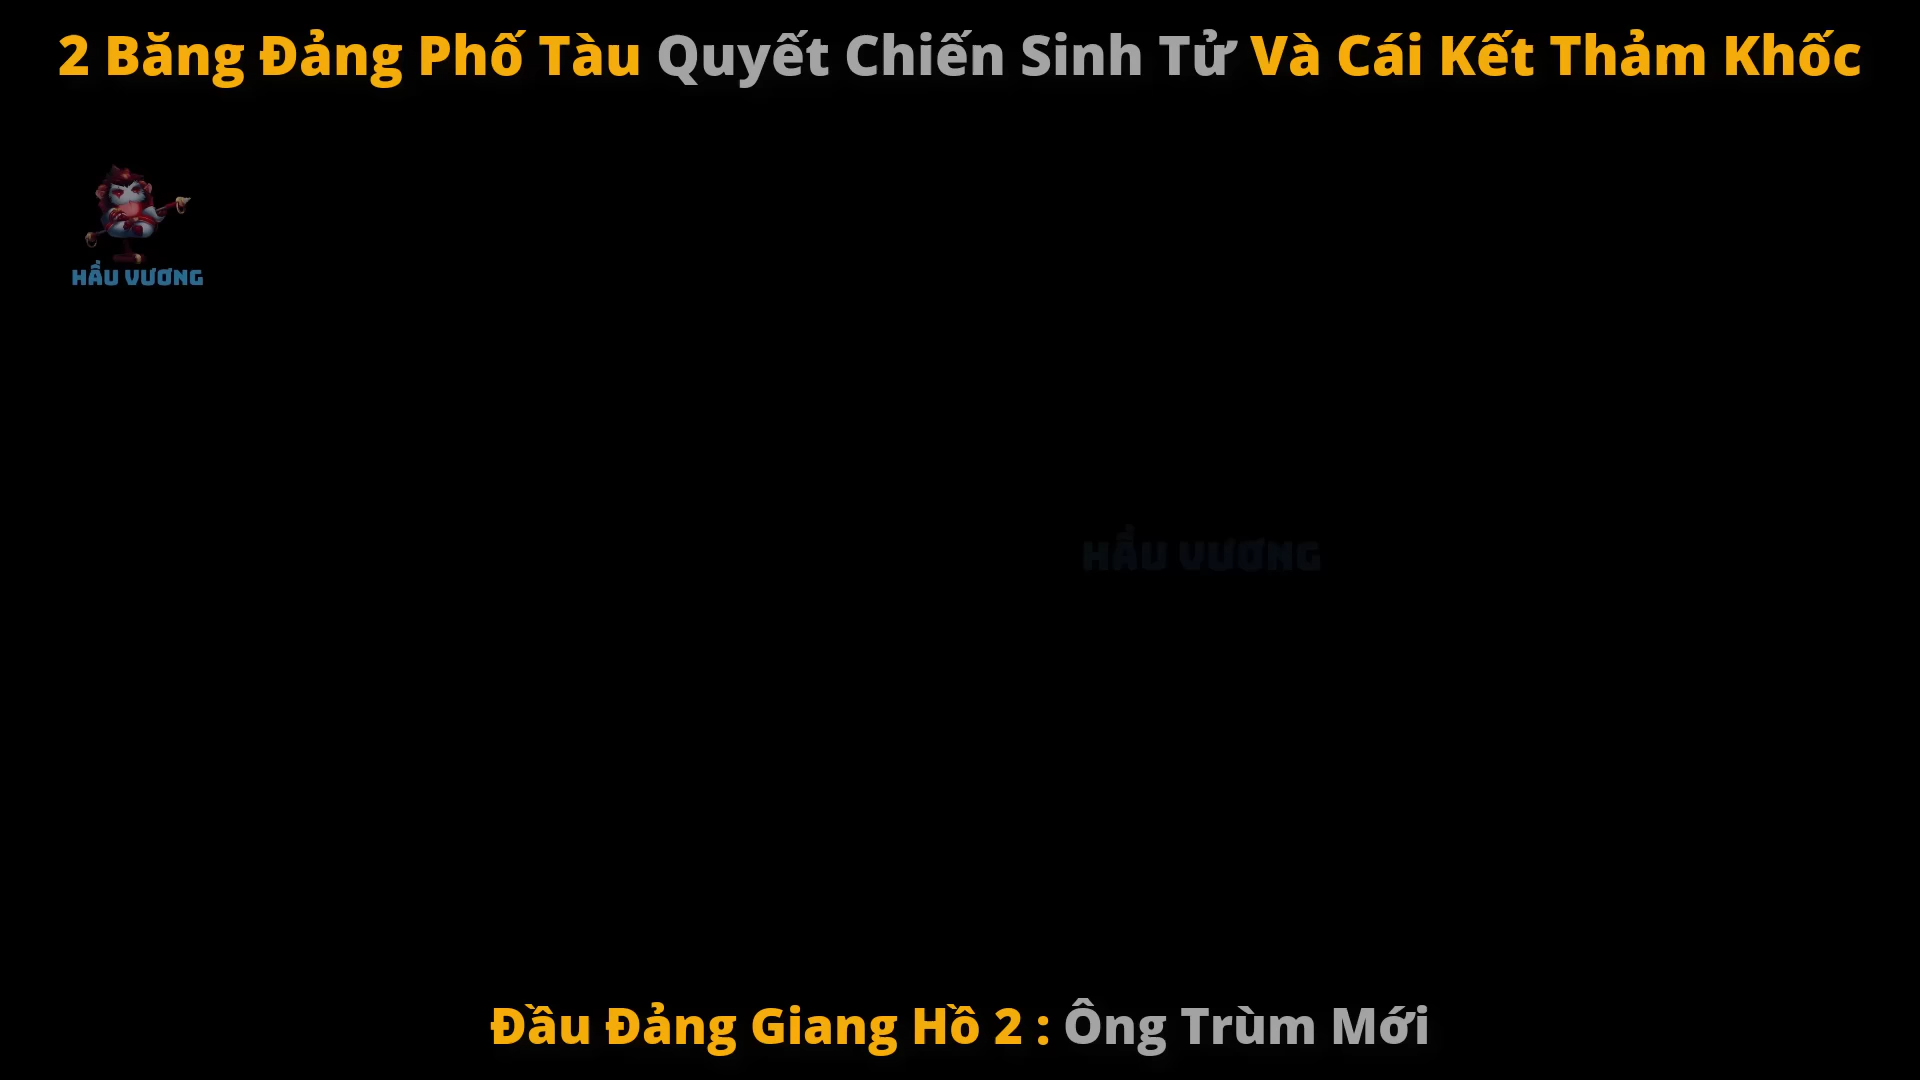 2 Băng Đảng Phố Tàu Quyết Chiến Sinh Tử Và Cái Kết Thảm Khốc
HẦU VƯƠNG
HẦU VƯƠNG
Đầu Đảng Giang Hồ 2 : Ông Trùm Mới